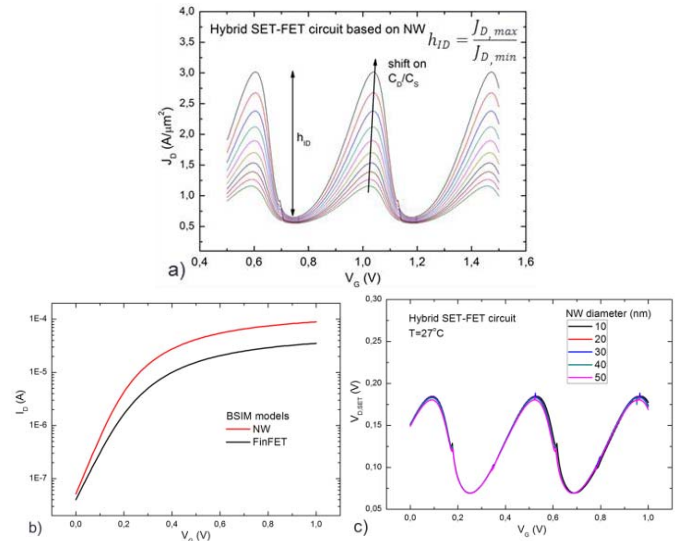 Hybrid SET-FET circuit based on NW
h_ID = J_D, max / J_D, min
shift on
C_D/C_S
h_ID
J_D (A/μm²)
3,5
3,0
2,5
2,0
1,5
1,0
0,5
0,4 0,6 0,8 1,0 1,2 1,4 1,6
V_G (V)
a)
I_D (A)
1E-4
1E-5
1E-6
1E-7
BSIM models
NW
FinFET
0,0 0,2 0,4 0,6 0,8 1,0
V_G (V)
b)
V_D,SET (V)
0,30
0,25
0,20
0,15
0,10
0,05
Hybrid SET-FET circuit
T=27°C
NW diameter (nm)
10
20
30
40
50
0,0 0,2 0,4 0,6 0,8 1,0
V_G (V)
c)